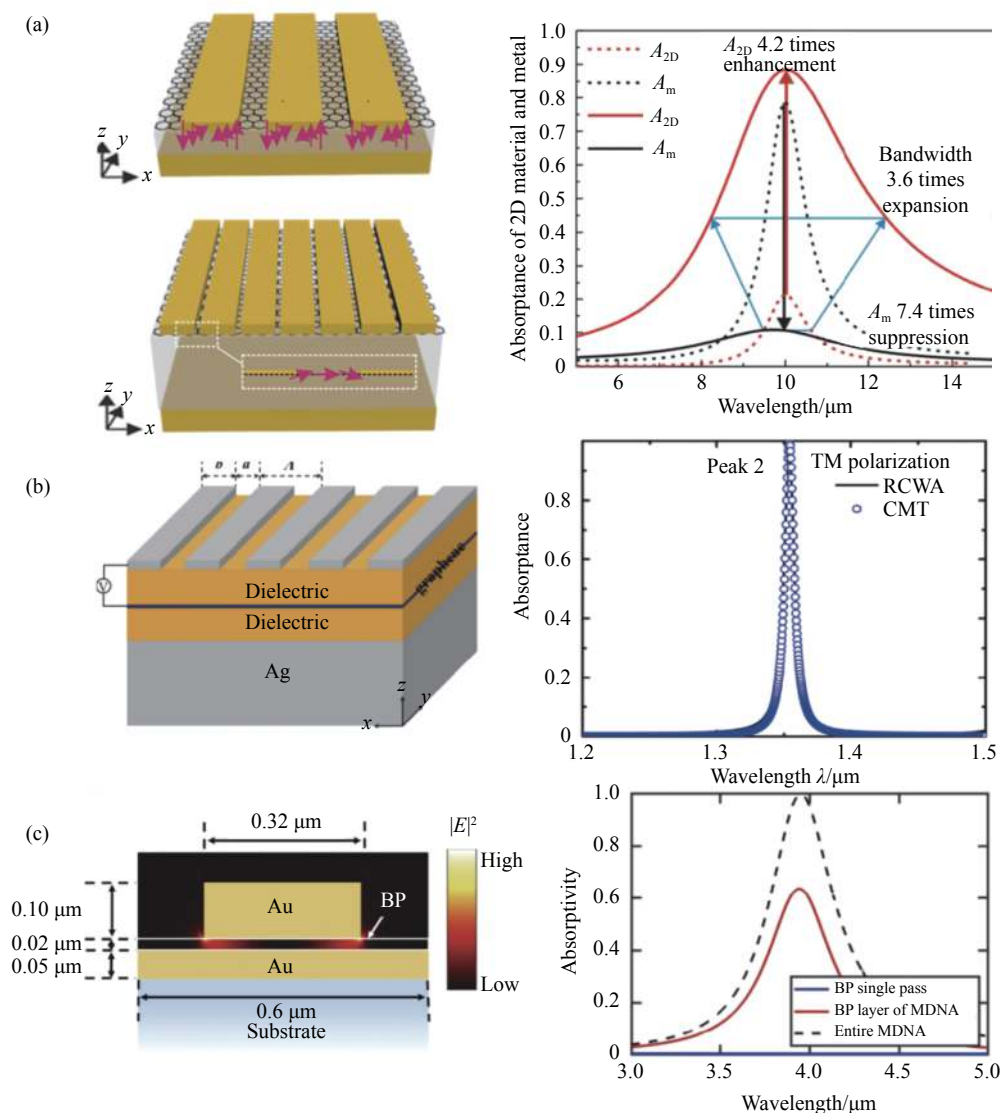 (a)
z
y
x
z
y
x
Absorptance of 2D material and metal
1.0
0.9
0.8
0.7
0.6
0.5
0.4
0.3
0.2
0.1
0
A2D
Am
A2D
Am
A2D 4.2 times
enhancement
Bandwidth
3.6 times
expansion
Am 7.4 times
suppression
6
8
10
12
14
Wavelength/μm
(b)
b
a
Λ
V
Dielectric
graphene
Dielectric
Ag
z
y
x
Absorptance
0.8
0.6
0.4
0.2
0
Peak 2
TM polarization
RCWA
CMT
1.2
1.3
1.4
1.5
Wavelength λ/μm
(c)
0.32 μm
|E|²
High
BP
0.10 μm
Au
0.02 μm
0.05 μm
Au
Low
0.6 μm
Substrate
Absorptivity
1.0
0.8
0.6
0.4
0.2
0
BP single pass
BP layer of MDNA
Entire MDNA
3.0
3.5
4.0
4.5
5.0
Wavelength/μm